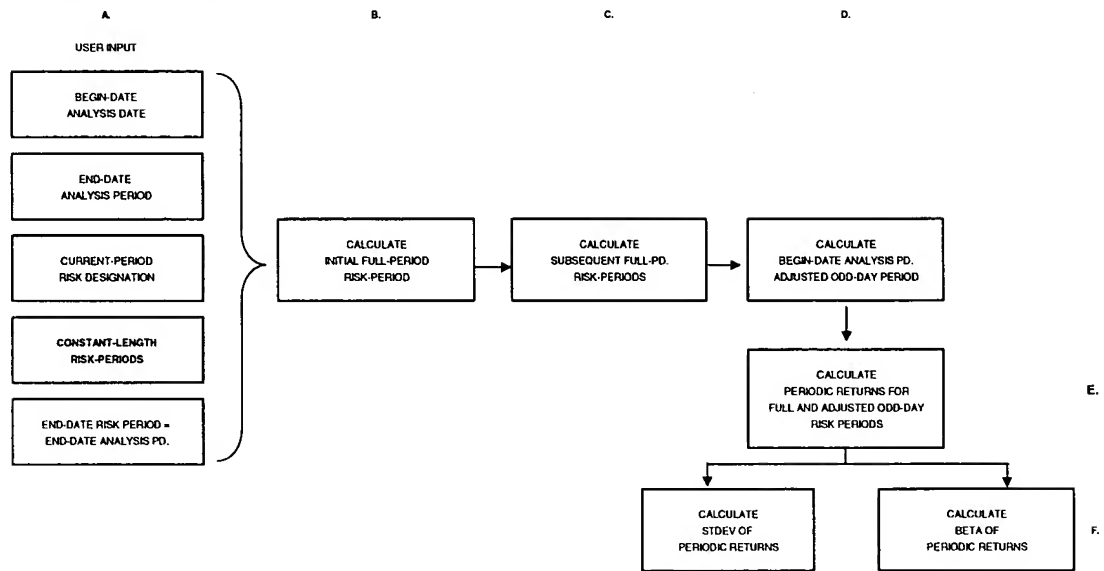 A.
B.
C.
D.
USER INPUT
BEGIN-DATE
ANALYSIS DATE
END-DATE
ANALYSIS PERIOD
CURRENT-PERIOD
RISK DESIGNATION
CONSTANT-LENGTH
RISK-PERIODS
END-DATE RISK PERIOD =
END-DATE ANALYSIS PD.
CALCULATE
INITIAL FULL-PERIOD
RISK-PERIOD
CALCULATE
SUBSEQUENT FULL-PD.
RISK-PERIODS
CALCULATE
BEGIN-DATE ANALYSIS PD.
ADJUSTED ODD-DAY PERIOD
CALCULATE
PERIODIC RETURNS FOR
FULL AND ADJUSTED ODD-DAY
RISK PERIODS
E.
CALCULATE
STDEV OF
PERIODIC RETURNS
CALCULATE
BETA OF
PERIODIC RETURNS
F.